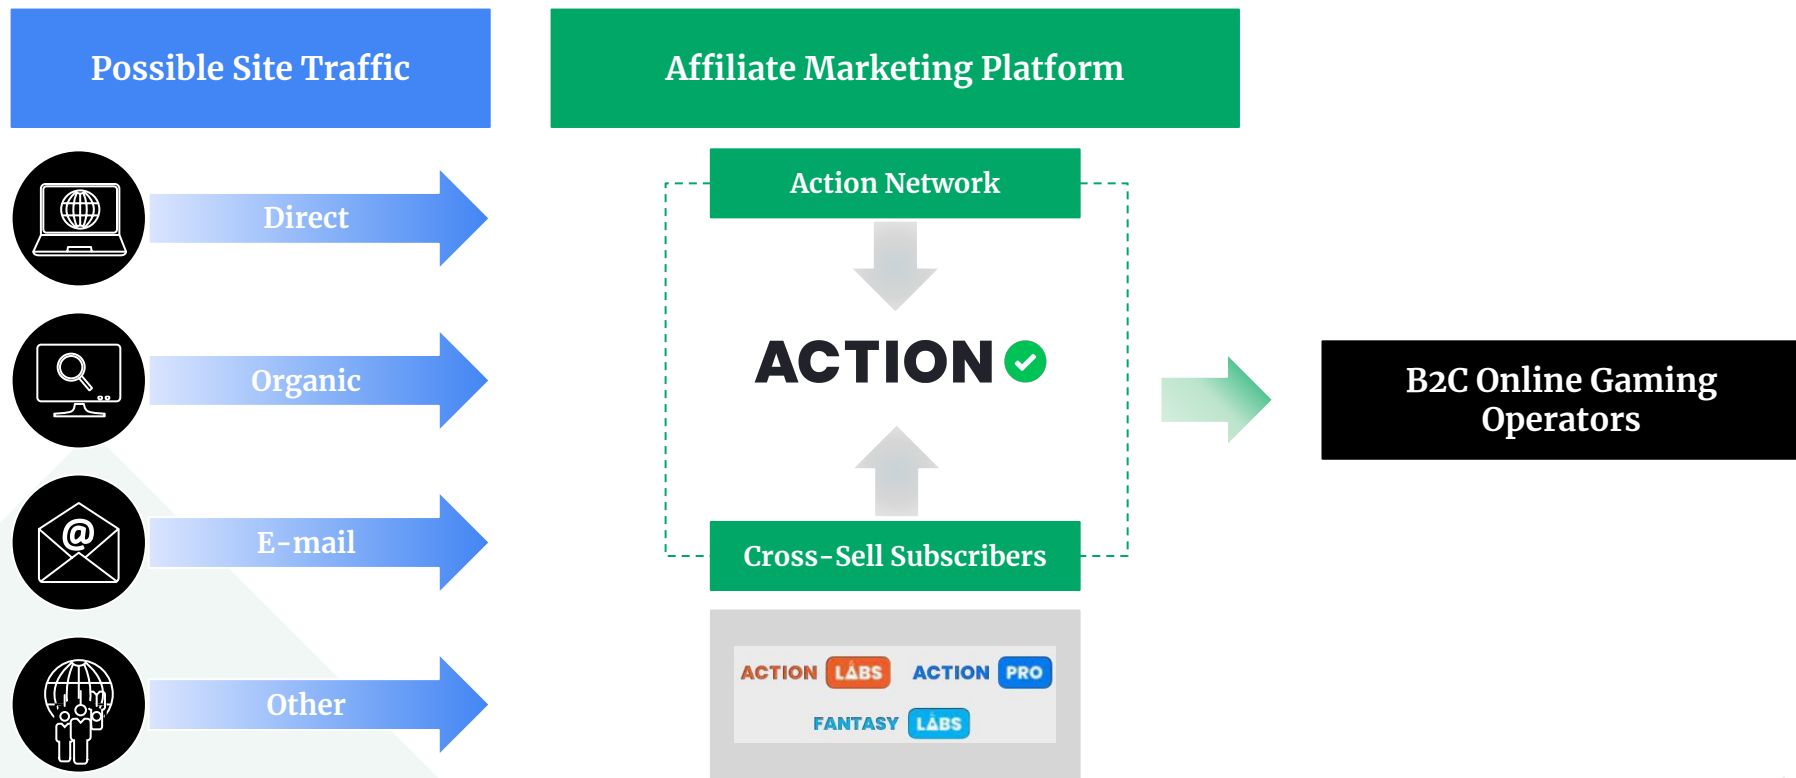 Possible Site Traffic
Affiliate Marketing Platform
Direct
Organic
@
E-mail
Other
Action Network
ACTION
Cross-Sell Subscribers
ACTION LABS
ACTION PRO
FANTASY LABS
B2C Online Gaming
Operators